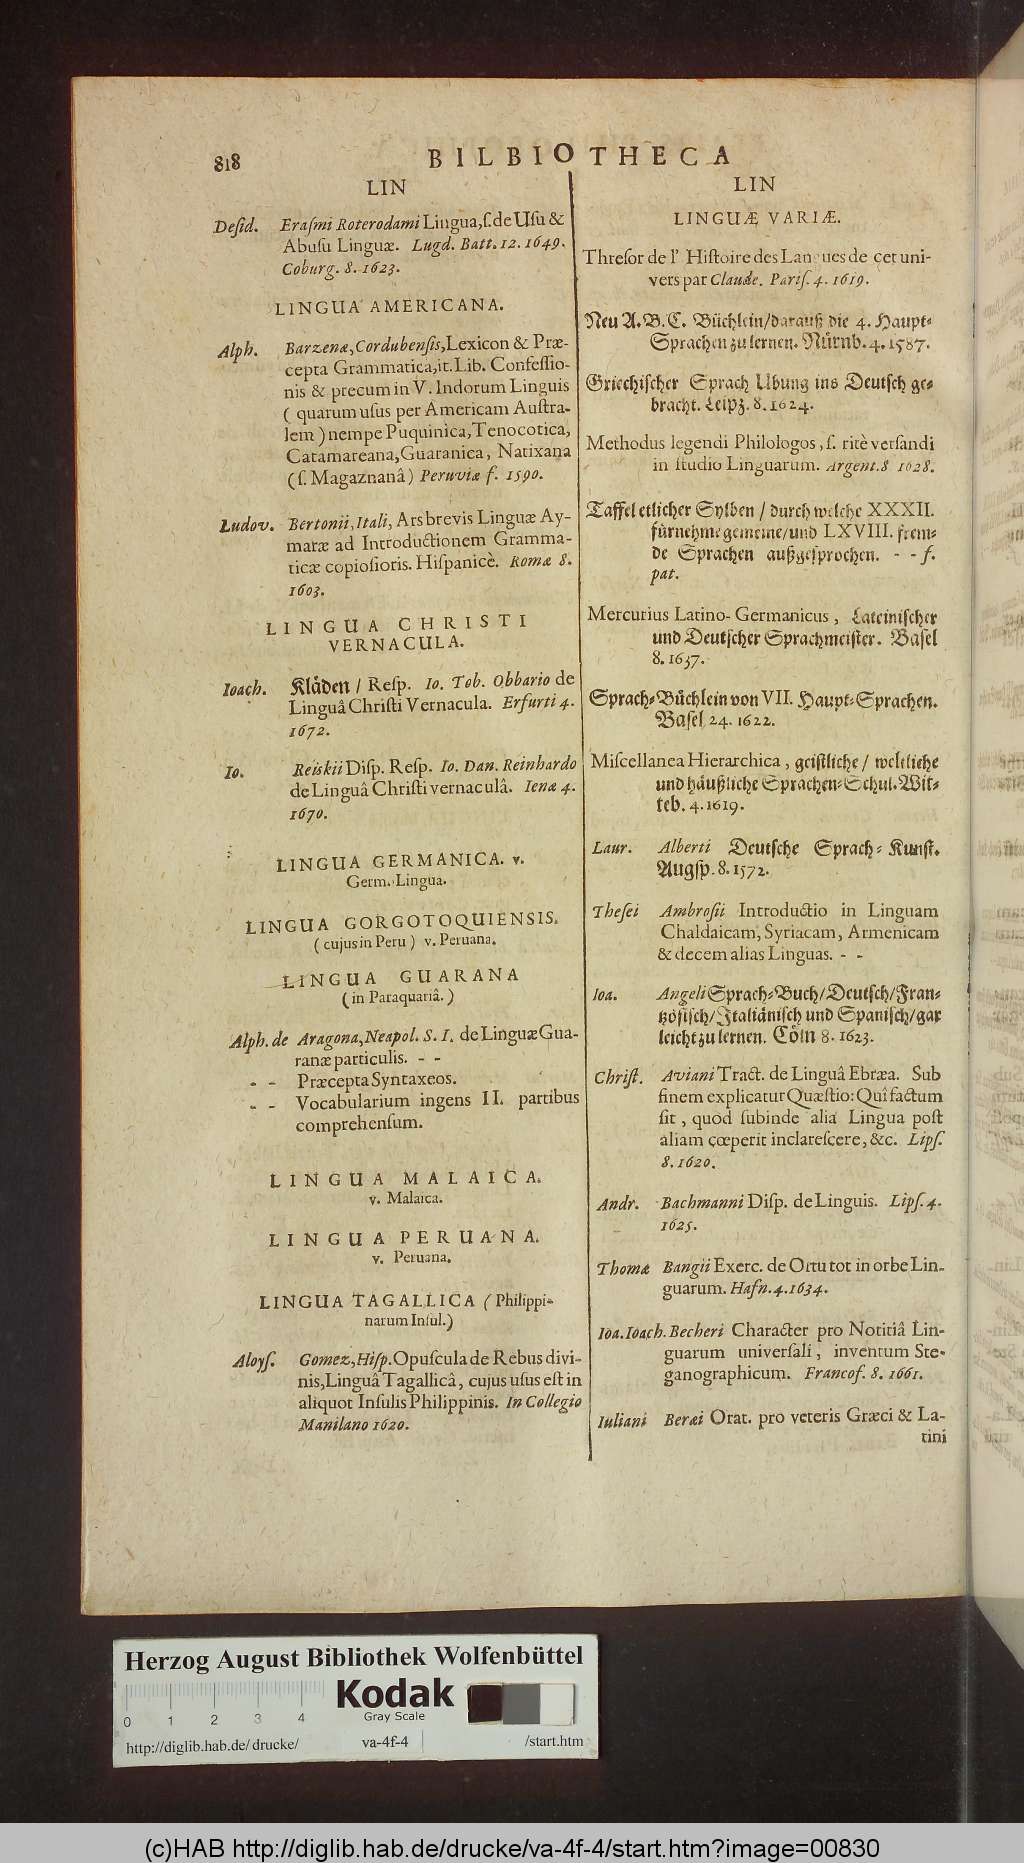 818 BILBIOTHECA
LIN
Deſid. Eraſmi Roterodami Lingua, ſ. de Uſu &
Abuſu Linguæ. Lugd. Batt. 12. 1649.
Coburg. 8. 1623.
LINGUA AMERICANA.
Alph. Barzenæ, Cordubenſis, Lexicon & Præ-
cepta Grammatica, it. Lib. Confeſſio-
nis & precum in V. Indorum Linguis
( quarum uſus per Americam Auſtra-
lem ) nempe Puquinica, Tenocotica,
Catamareana, Guaranica, Natixana
(ſ. Magaznanâ) Peruviæ f. 1590.
Ludov. Bertonii, Itali, Ars brevis Linguæ Ay-
maræ ad Introductionem Gramma-
ticæ copioſioris. Hiſpanicè. Romæ 8.
1603.
LINGUA CHRISTI
VERNACULA.
Ioach. Kläden / Reſp. Io. Tob. Obbario de
Linguâ Chriſti Vernacula. Erfurti 4.
1672.
Io. Reiskii Diſp. Reſp. Io. Dan. Reinhardo
de Linguâ Chriſti vernaculâ. Ienæ 4.
1670.
LINGUA GERMANICA. v.
Germ. Lingua.
LINGUA GORGOTOQUIENSIS.
( cujus in Peru ) v. Peruana.
LINGUA GUARANA
( in Paraquariâ. )
Alph. de Aragona, Neapol. S. I. de Linguæ Gua-
ranæ particulis. - -
- - Præcepta Syntaxeos.
- - Vocabularium ingens II. partibus
comprehenſum.
LINGUA MALAICA.
v. Malaica.
LINGUA PERUANA.
v. Peruana.
LINGUA TAGALLICA ( Philippi-
narum Inſul.)
Aloyſ. Gomez, Hiſp. Opuſcula de Rebus divi-
nis, Linguâ Tagallicâ, cujus uſus eſt in
aliquot Inſulis Philippinis. In Collegio
Manilano 1620.
LIN
LINGUÆ VARIÆ.
Threſor de l' Hiſtoire des Langues de çet uni-
vers par Claude. Pariſ. 4. 1619.
Neu A. B. C. Büchlein / darauß die 4. Haupt-
Sprachen zu lernen. Nürnb. 4. 1587.
Griechiſcher Sprach Ubung ins Deutſch ge-
bracht. Leipz. 8. 1624.
Methodus legendi Philologos, ſ. ritè verſandi
in ſtudio Linguarum. Argent. 8 1628.
Taffel etlicher Sylben / durch welche XXXII.
fürnehme gemeine / und LXVIII. frem-
de Sprachen außgeſprochen. - - f.
pat.
Mercurius Latino-Germanicus, Lateiniſcher
und Deutſcher Sprachmeiſter. Baſel
8. 1637.
Sprach-Büchlein von VII. Haupt-Sprachen.
Baſel 24. 1622.
Miſcellanea Hierarchica, geiſtliche / weltliche
und häußliche Sprachen-Schul. Wit-
teb. 4. 1619.
Laur. Alberti Deutſche Sprach-Kunſt.
Augſp. 8. 1572.
Theſei Ambroſii Introductio in Linguam
Chaldaicam, Syriacam, Armenicam
& decem alias Linguas. - -
Ioa. Angeli Sprach-Buch / Deutſch / Fran-
tzöſiſch / Italiäniſch und Spaniſch / gar
leicht zu lernen. Cöln 8. 1623.
Chriſt. Aviani Tract. de Linguâ Ebræa. Sub
finem explicatur Quæſtio: Quî factum
ſit, quod ſubinde alia Lingua poſt
aliam cœperit inclareſcere, &c. Lipſ.
8. 1620.
Andr. Bachmanni Diſp. de Linguis. Lipſ. 4.
1625.
Thomæ Bangii Exerc. de Ortu tot in orbe Lin-
guarum. Hafn. 4. 1634.
Ioa. Ioach. Becheri Character pro Notitiâ Lin-
guarum univerſali, inventum Ste-
ganographicum. Francof. 8. 1661.
Iuliani Beræi Orat. pro veteris Græci & La-
tini
Herzog August Bibliothek Wolfenbüttel
Kodak
Gray Scale
0 1 2 3 4
http://diglib.hab.de/drucke/ va-4f-4 /start.htm
(c)HAB http://diglib.hab.de/drucke/va-4f-4/start.htm?image=00830